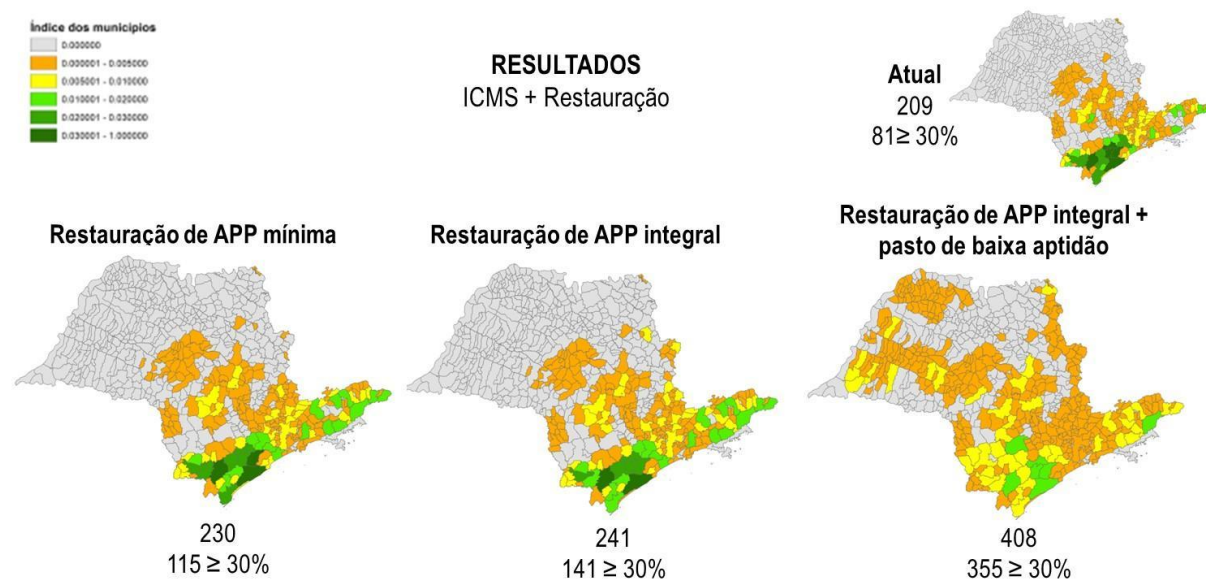 Índice dos municípios
0.000000
0.000001 - 0.005000
0.005001 - 0.010000
0.010001 - 0.020000
0.020001 - 0.030000
0.030001 - 1.000000
RESULTADOS
ICMS + Restauração
Atual
209
81≥ 30%
Restauração de APP mínima
230
115 ≥ 30%
Restauração de APP integral
241
141 ≥ 30%
Restauração de APP integral +
pasto de baixa aptidão
408
355 ≥ 30%